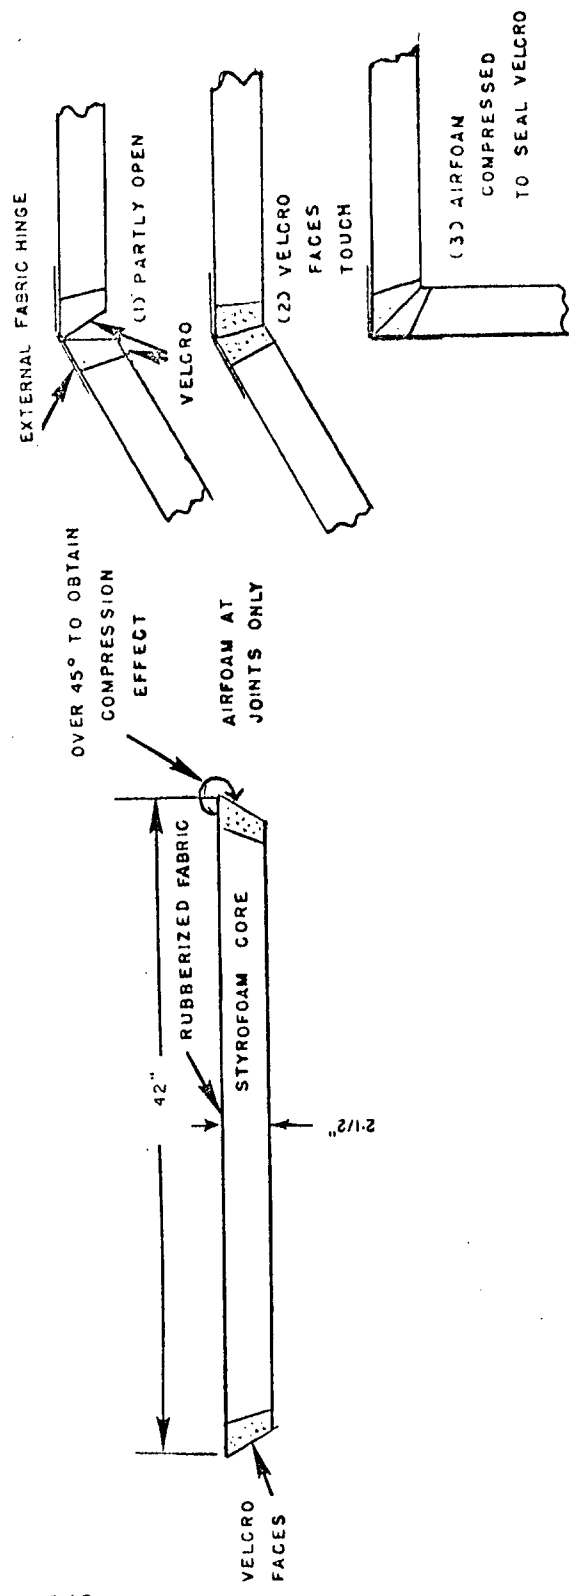 VELCRO
FACES
42"
RUBBERIZED FABRIC
STYROFOAM CORE
2-1/2"
OVER 45° TO OBTAIN
COMPRESSION
EFFECT
AIRFOAM AT
JOINTS ONLY
EXTERNAL FABRIC HINGE
(1) PARTLY OPEN
VELCRO
(2) VELCRO
FACES
TOUCH
(3) AIRFOAM
COMPRESSED
TO SEAL VELCRO